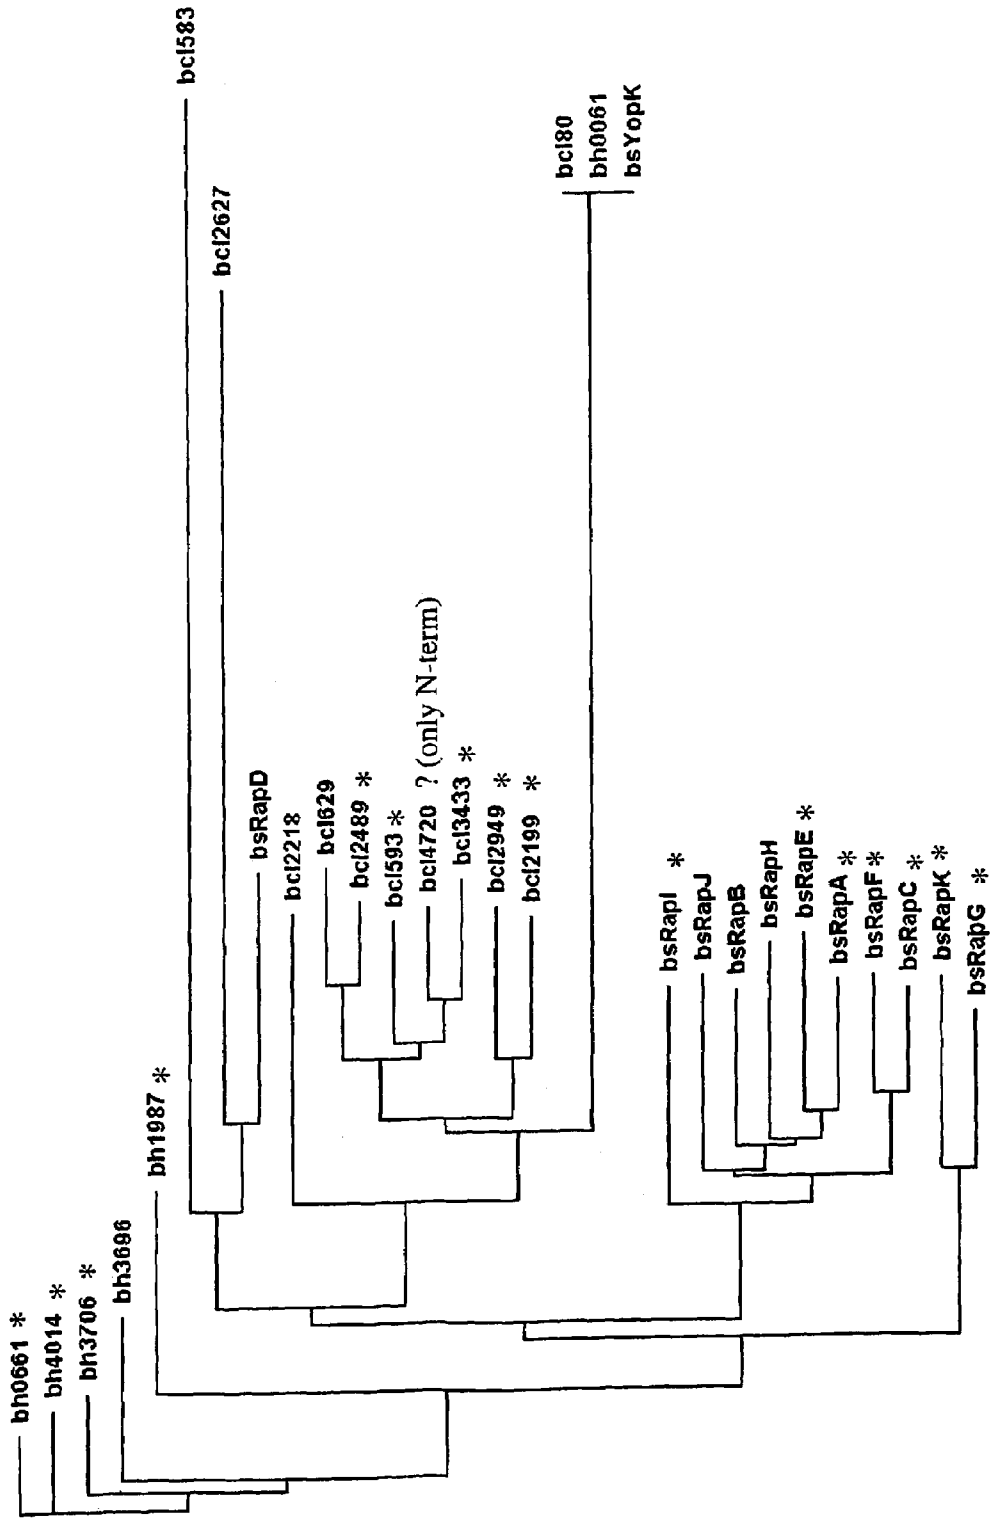 bh0661 *
bh4014 *
bh3706 *
bh3696
bh1987 *
bcl583
bcl2627
bsRapD
bcl2218
bcl629
bcl2489 *
bcl593 *
bcl4720 ? (only N-term)
bcl3433 *
bcl2949 *
bcl2199 *
bcl80
bh0061
bsYopK
bsRapI *
bsRapJ
bsRapB
bsRapH
bsRapE *
bsRapA *
bsRapF *
bsRapC *
bsRapK *
bsRapG *